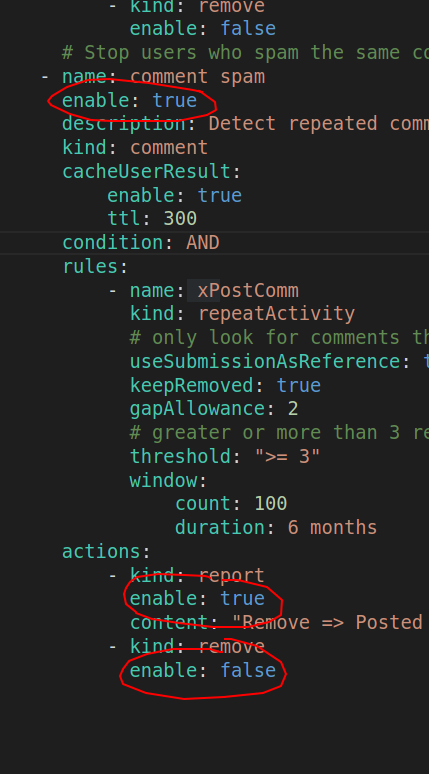 - kind: remove
enable: false
# Stop users who spam the same co
- name: comment spam
enable: true
description: Detect repeated comm
kind: comment
cacheUserResult:
enable: true
ttl: 300
condition: AND
rules:
- name: xPostComm
kind: repeatActivity
# only look for comments th
useSubmissionAsReference: t
keepRemoved: true
gapAllowance: 2
# greater or more than 3 re
threshold: ">= 3"
window:
count: 100
duration: 6 months
actions:
- kind: report
enable: true
content: "Remove => Posted
- kind: remove
enable: false